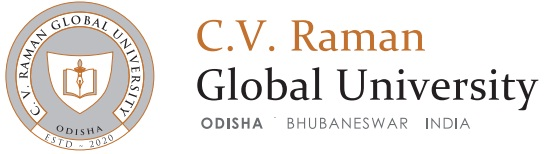 C. V. RAMAN GLOBAL UNIVERSITY
ODISHA
ESTD - 2020
C.V. Raman
Global University
ODISHA BHUBANESWAR INDIA